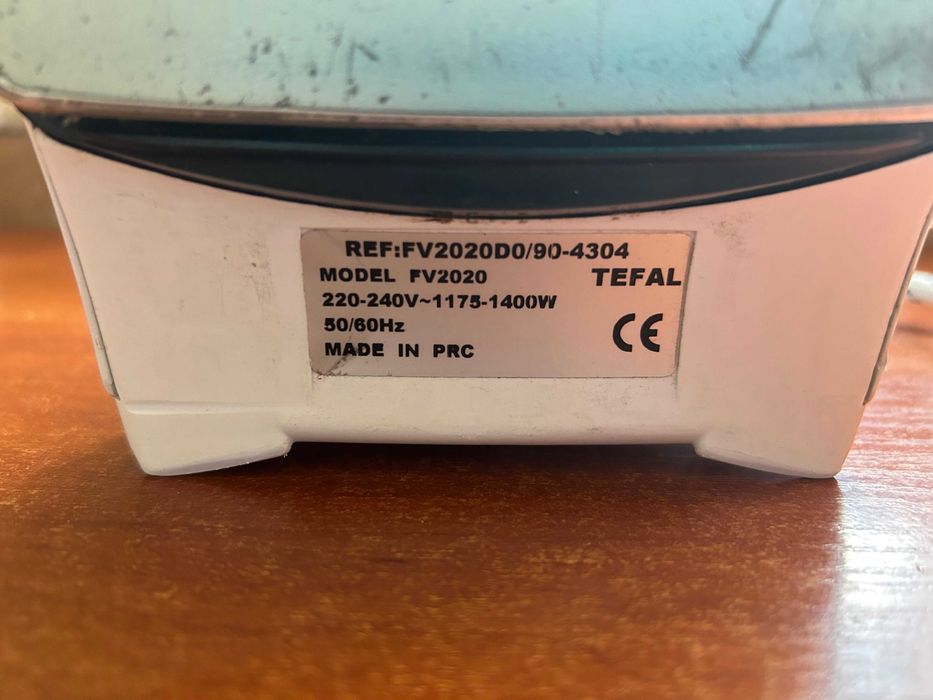 REF:FV2020D0/90-4304
MODEL FV2020 TEFAL
220-240V~1175-1400W
50/60Hz
CE
MADE IN PRC